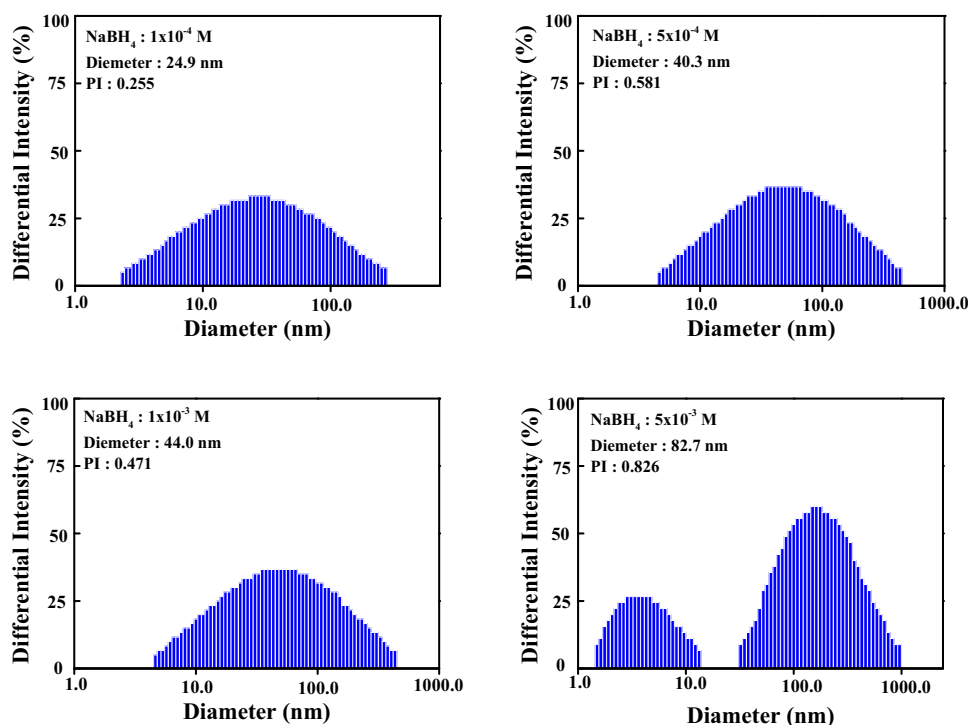 Differential Intensity (%)
100
75
50
25
0
NaBH₄ : 1x10⁻⁴ M
Diemeter : 24.9 nm
PI : 0.255
1.0 10.0 100.0
Diameter (nm)
Differential Intensity (%)
100
75
50
25
0
NaBH₄ : 5x10⁻⁴ M
Diemeter : 40.3 nm
PI : 0.581
1.0 10.0 100.0 1000.0
Diameter (nm)
Differential Intensity (%)
100
75
50
25
0
NaBH₄ : 1x10⁻³ M
Diemeter : 44.0 nm
PI : 0.471
1.0 10.0 100.0 1000.0
Diameter (nm)
Differential Intensity (%)
100
75
50
25
0
NaBH₄ : 5x10⁻³ M
Diemeter : 82.7 nm
PI : 0.826
1.0 10.0 100.0 1000.0
Diameter (nm)